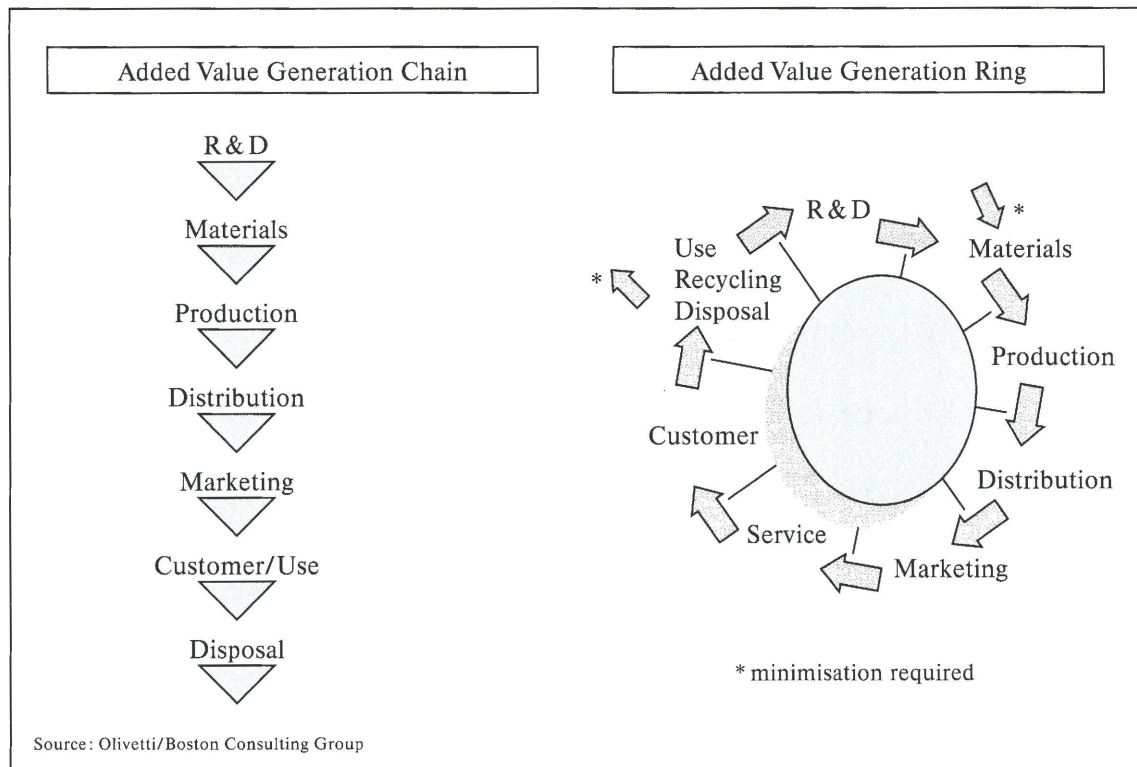 Added Value Generation Chain
R & D
Materials
Production
Distribution
Marketing
Customer/Use
Disposal
Added Value Generation Ring
R & D
*
Materials
Production
Distribution
Marketing
Service
Customer
*
Use
Recycling
Disposal
* minimisation required
Source: Olivetti/Boston Consulting Group